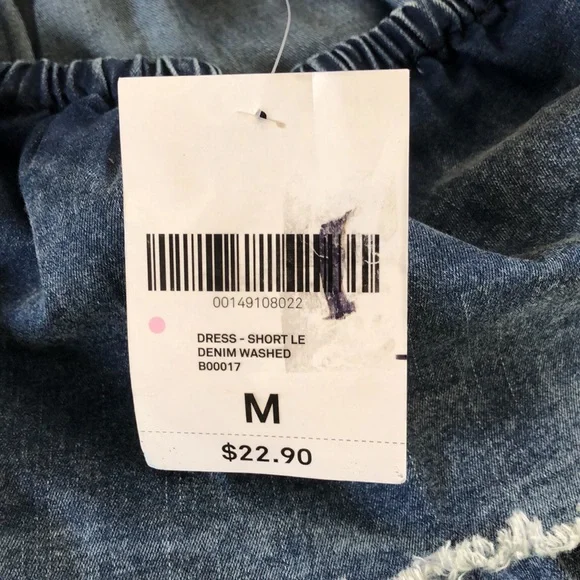 00149108022
DRESS - SHORT LE
DENIM WASHED
B00017
M
$22.90